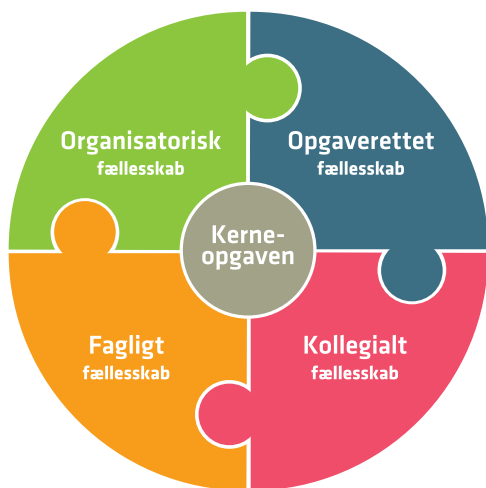 Organisatorisk
fællesskab
Opgaverettet
fællesskab
Kerne-
opgaven
Fagligt
fællesskab
Kollegialt
fællesskab